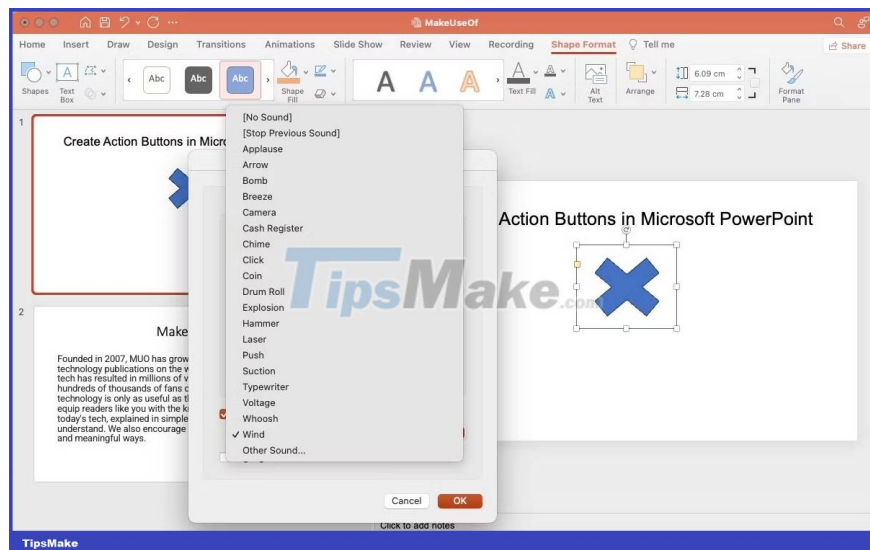 MakeUseOf
Home Insert Draw Design Transitions Animations Slide Show Review View Recording Shape Format Tell me
Share
Abc Abc Abc
A A A A
6.09 cm
7.28 cm
Shapes Text Box Shape Fill Text Fill Alt Text Arrange Format Pane
1
Create Action Buttons in Micro
[No Sound]
[Stop Previous Sound]
Applause
Arrow
Bomb
Breeze
Camera
Cash Register
Chime
Click
Coin
Drum Roll
Explosion
Hammer
Laser
Push
Suction
Typewriter
Voltage
Whoosh
Wind
Other Sound...
Action Buttons in Microsoft PowerPoint
TipsMake.com
2
Make
Founded in 2007, MUO has grow
technology publications on the w
tech has resulted in millions of v
hundreds of thousands of fans
technology is only as useful as t
equip readers like you with the k
today's tech, explained in simple
understand. We also encourage
and meaningful ways.
Cancel OK
Click to add notes
TipsMake